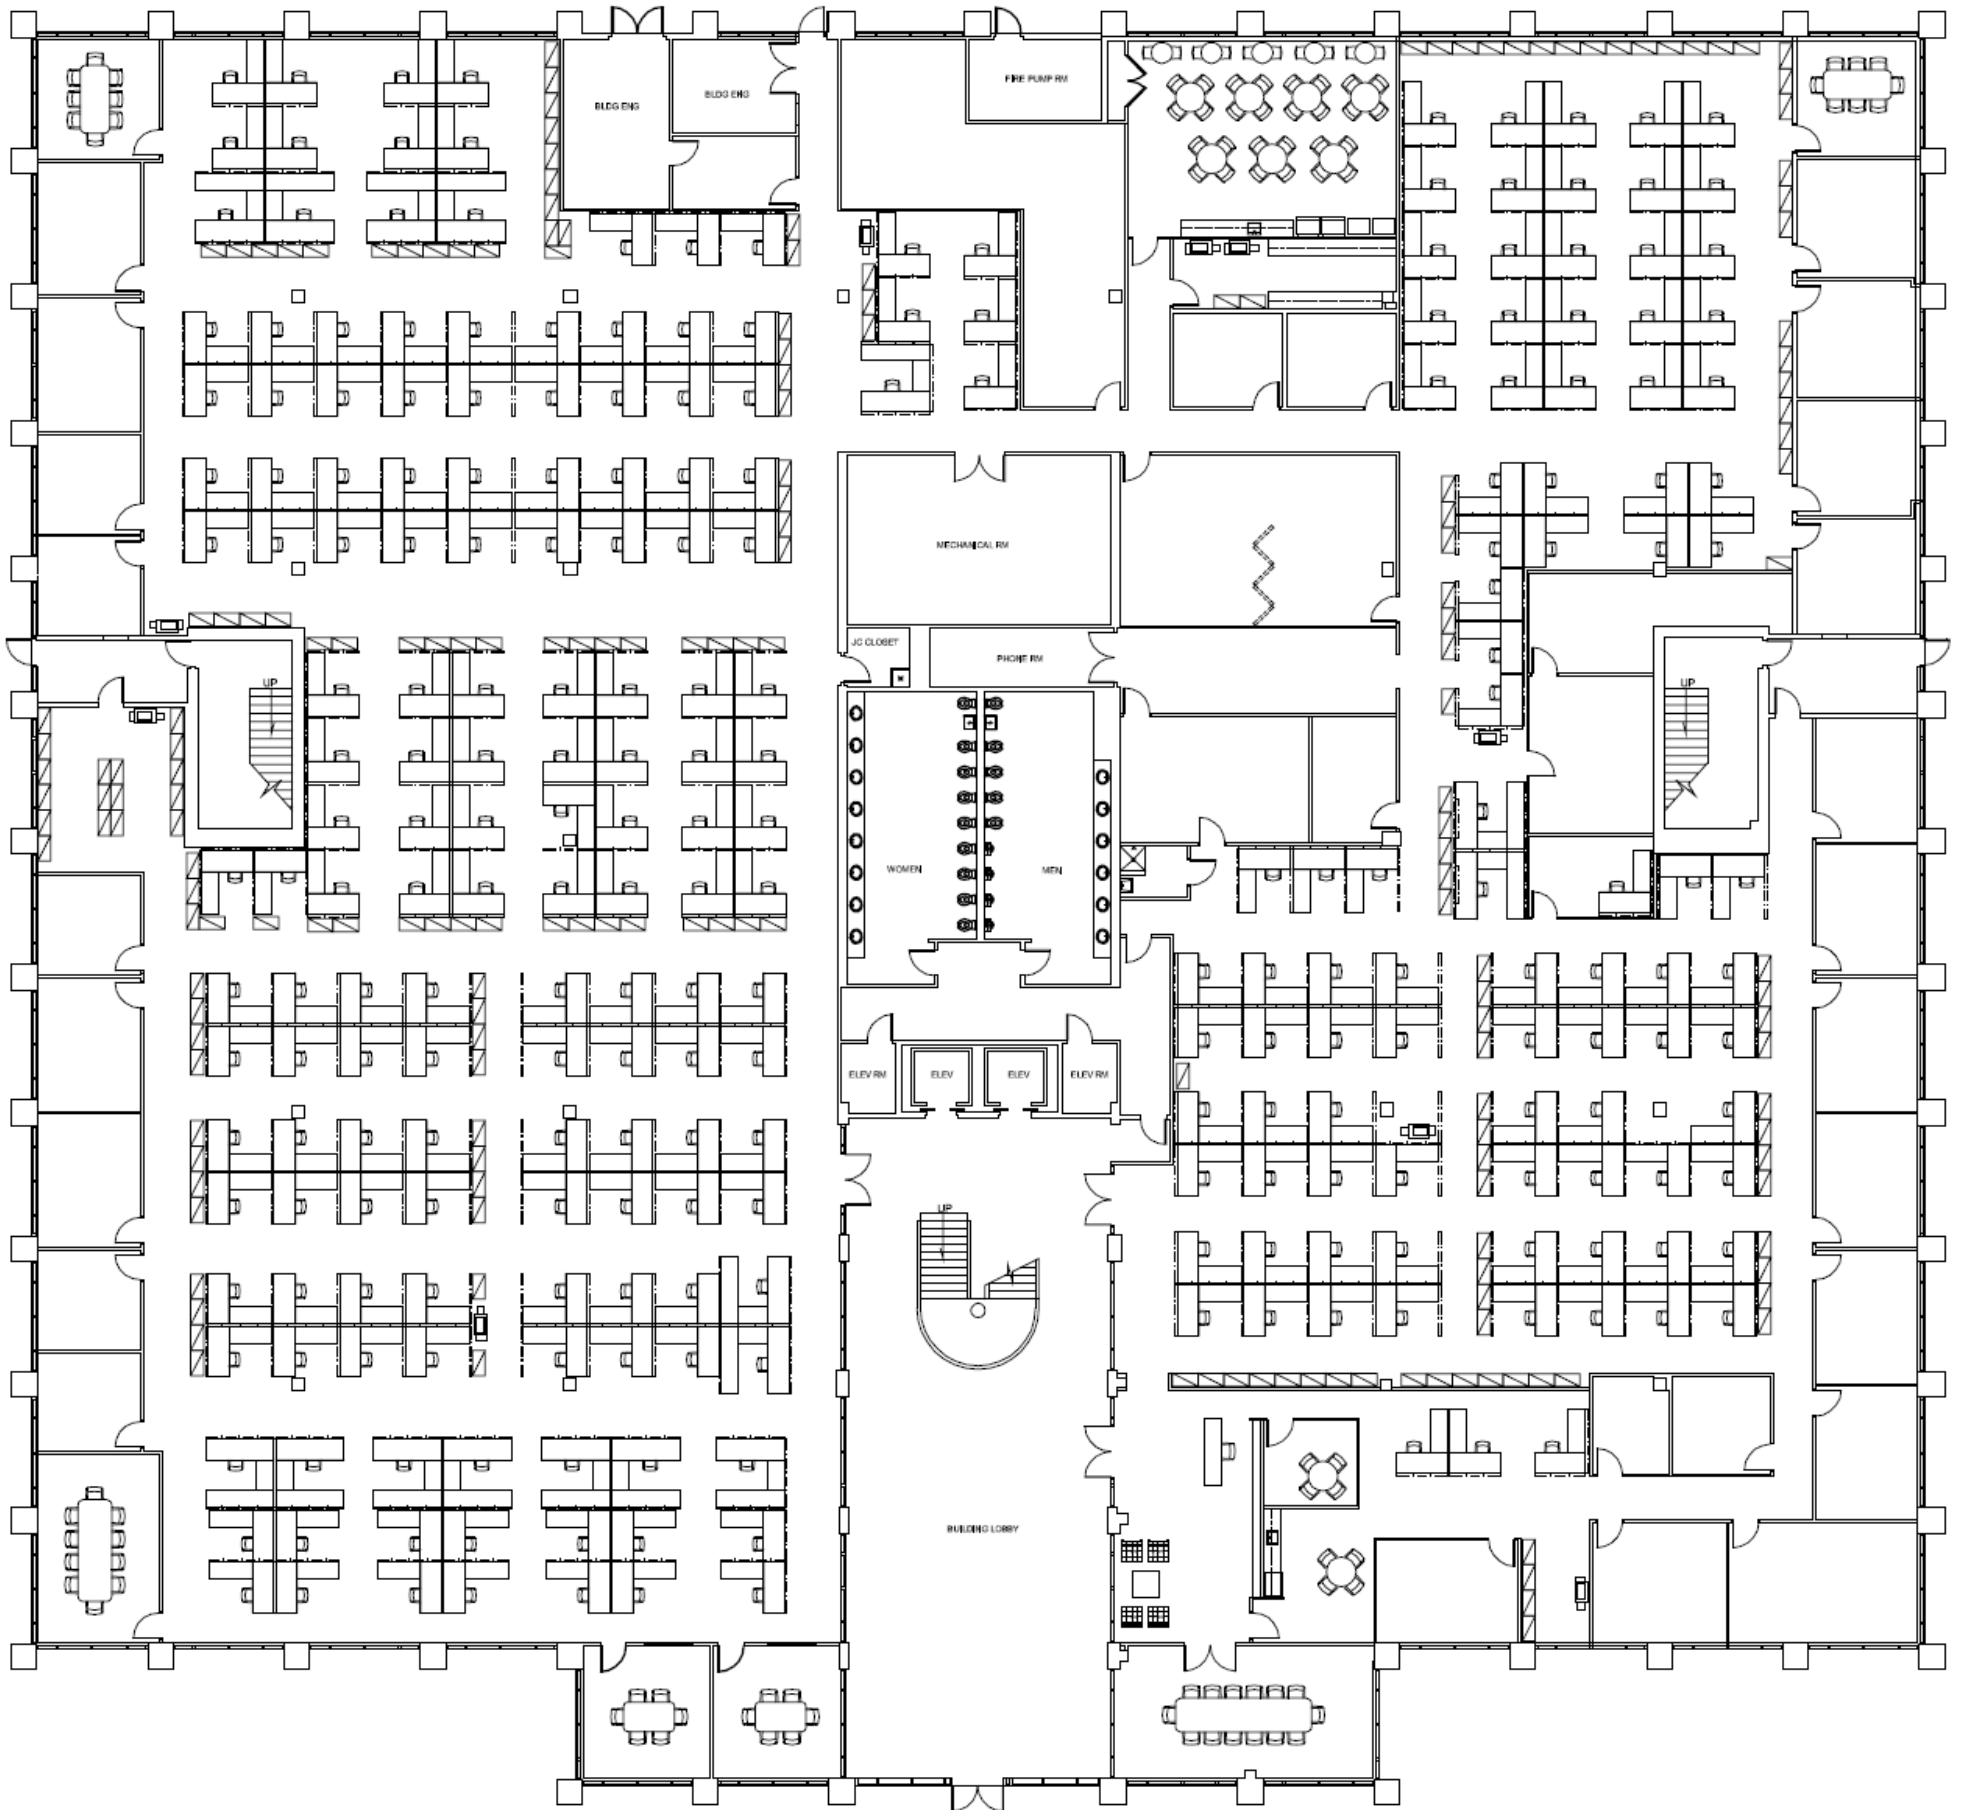 FIRE PUMP RM
BLDG ENG
BLDG ENG
MECHANICAL RM
JC CLOSET
PHONE RM
UP
UP
WOMEN
MEN
ELEV RM
ELEV
ELEV
ELEV RM
UP
BUILDING LOBBY